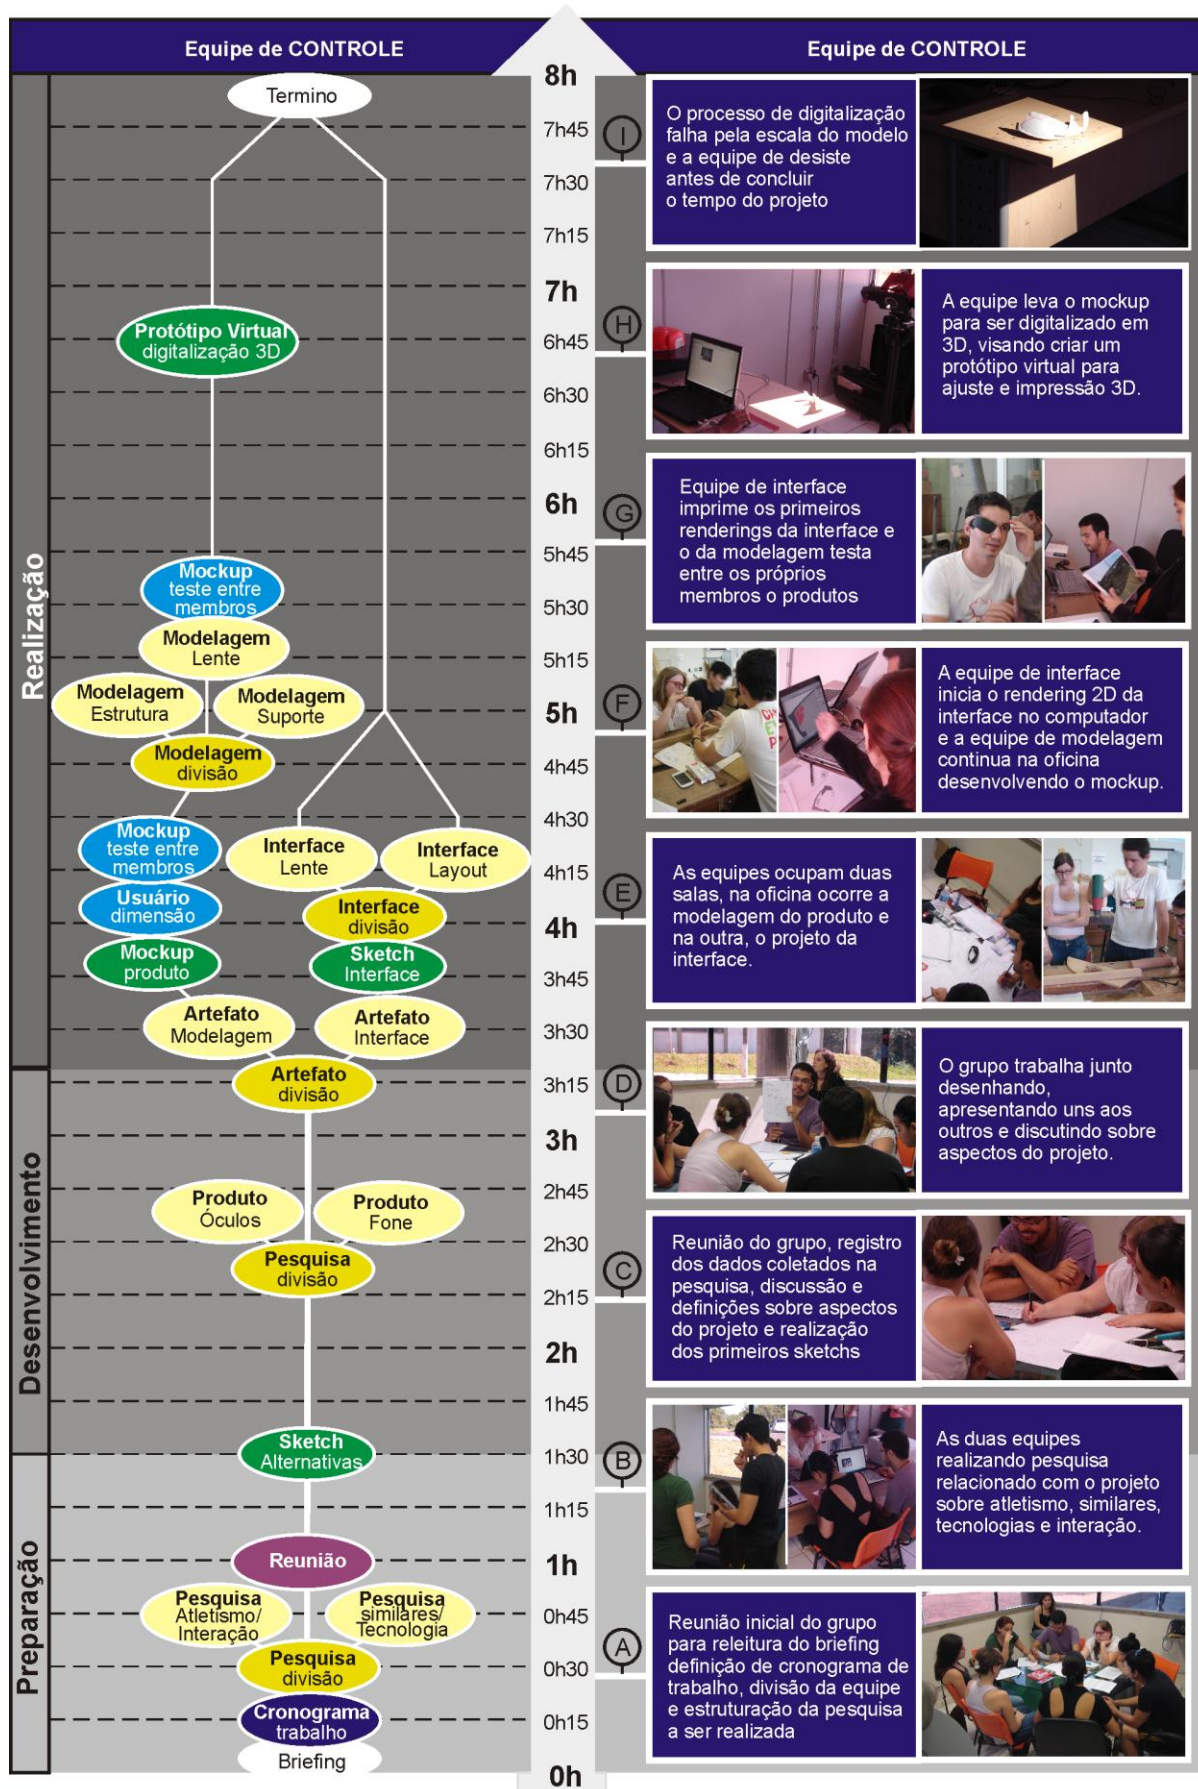 Equipe de CONTROLE
Equipe de CONTROLE
Realização
Desenvolvimento
Preparação
8h
7h45
7h30
7h15
7h
6h45
6h30
6h15
6h
5h45
5h30
5h15
5h
4h45
4h30
4h15
4h
3h45
3h30
3h15
3h
2h45
2h30
2h15
2h
1h45
1h30
1h15
1h
0h45
0h30
0h15
0h
Termino
Protótipo Virtual
digitalização 3D
Mockup
teste entre
membros
Modelagem
Lente
Modelagem
Estrutura
Modelagem
Suporte
Modelagem
divisão
Mockup
teste entre
membros
Interface
Lente
Interface
Layout
Usuário
dimensão
Interface
divisão
Mockup
produto
Sketch
Interface
Artefato
Modelagem
Artefato
Interface
Artefato
divisão
Produto
Óculos
Produto
Fone
Pesquisa
divisão
Sketch
Alternativas
Reunião
Pesquisa
Atletismo/
Interação
Pesquisa
similares/
Tecnologia
Pesquisa
divisão
Cronograma
trabalho
Briefing
I
O processo de digitalização
falha pela escala do modelo
e a equipe de desiste
antes de concluir
o tempo do projeto
H
A equipe leva o mockup
para ser digitalizado em
3D, visando criar um
protótipo virtual para
ajuste e impressão 3D.
G
Equipe de interface
imprime os primeiros
renderings da interface e
o da modelagem testa
entre os próprios
membros o produtos
F
A equipe de interface
inicia o rendering 2D da
interface no computador
e a equipe de modelagem
continua na oficina
desenvolvendo o mockup.
E
As equipes ocupam duas
salas, na oficina ocorre a
modelagem do produto e
na outra, o projeto da
interface.
D
O grupo trabalha junto
desenhando,
apresentando uns aos
outros e discutindo sobre
aspectos do projeto.
C
Reunião do grupo, registro
dos dados coletados na
pesquisa, discussão e
definições sobre aspectos
do projeto e realização
dos primeiros sketchs
B
As duas equipes
realizando pesquisa
relacionado com o projeto
sobre atletismo, similares,
tecnologias e interação.
A
Reunião inicial do grupo
para releitura do briefing
definição de cronograma de
trabalho, divisão da equipe
e estruturação da pesquisa
a ser realizada